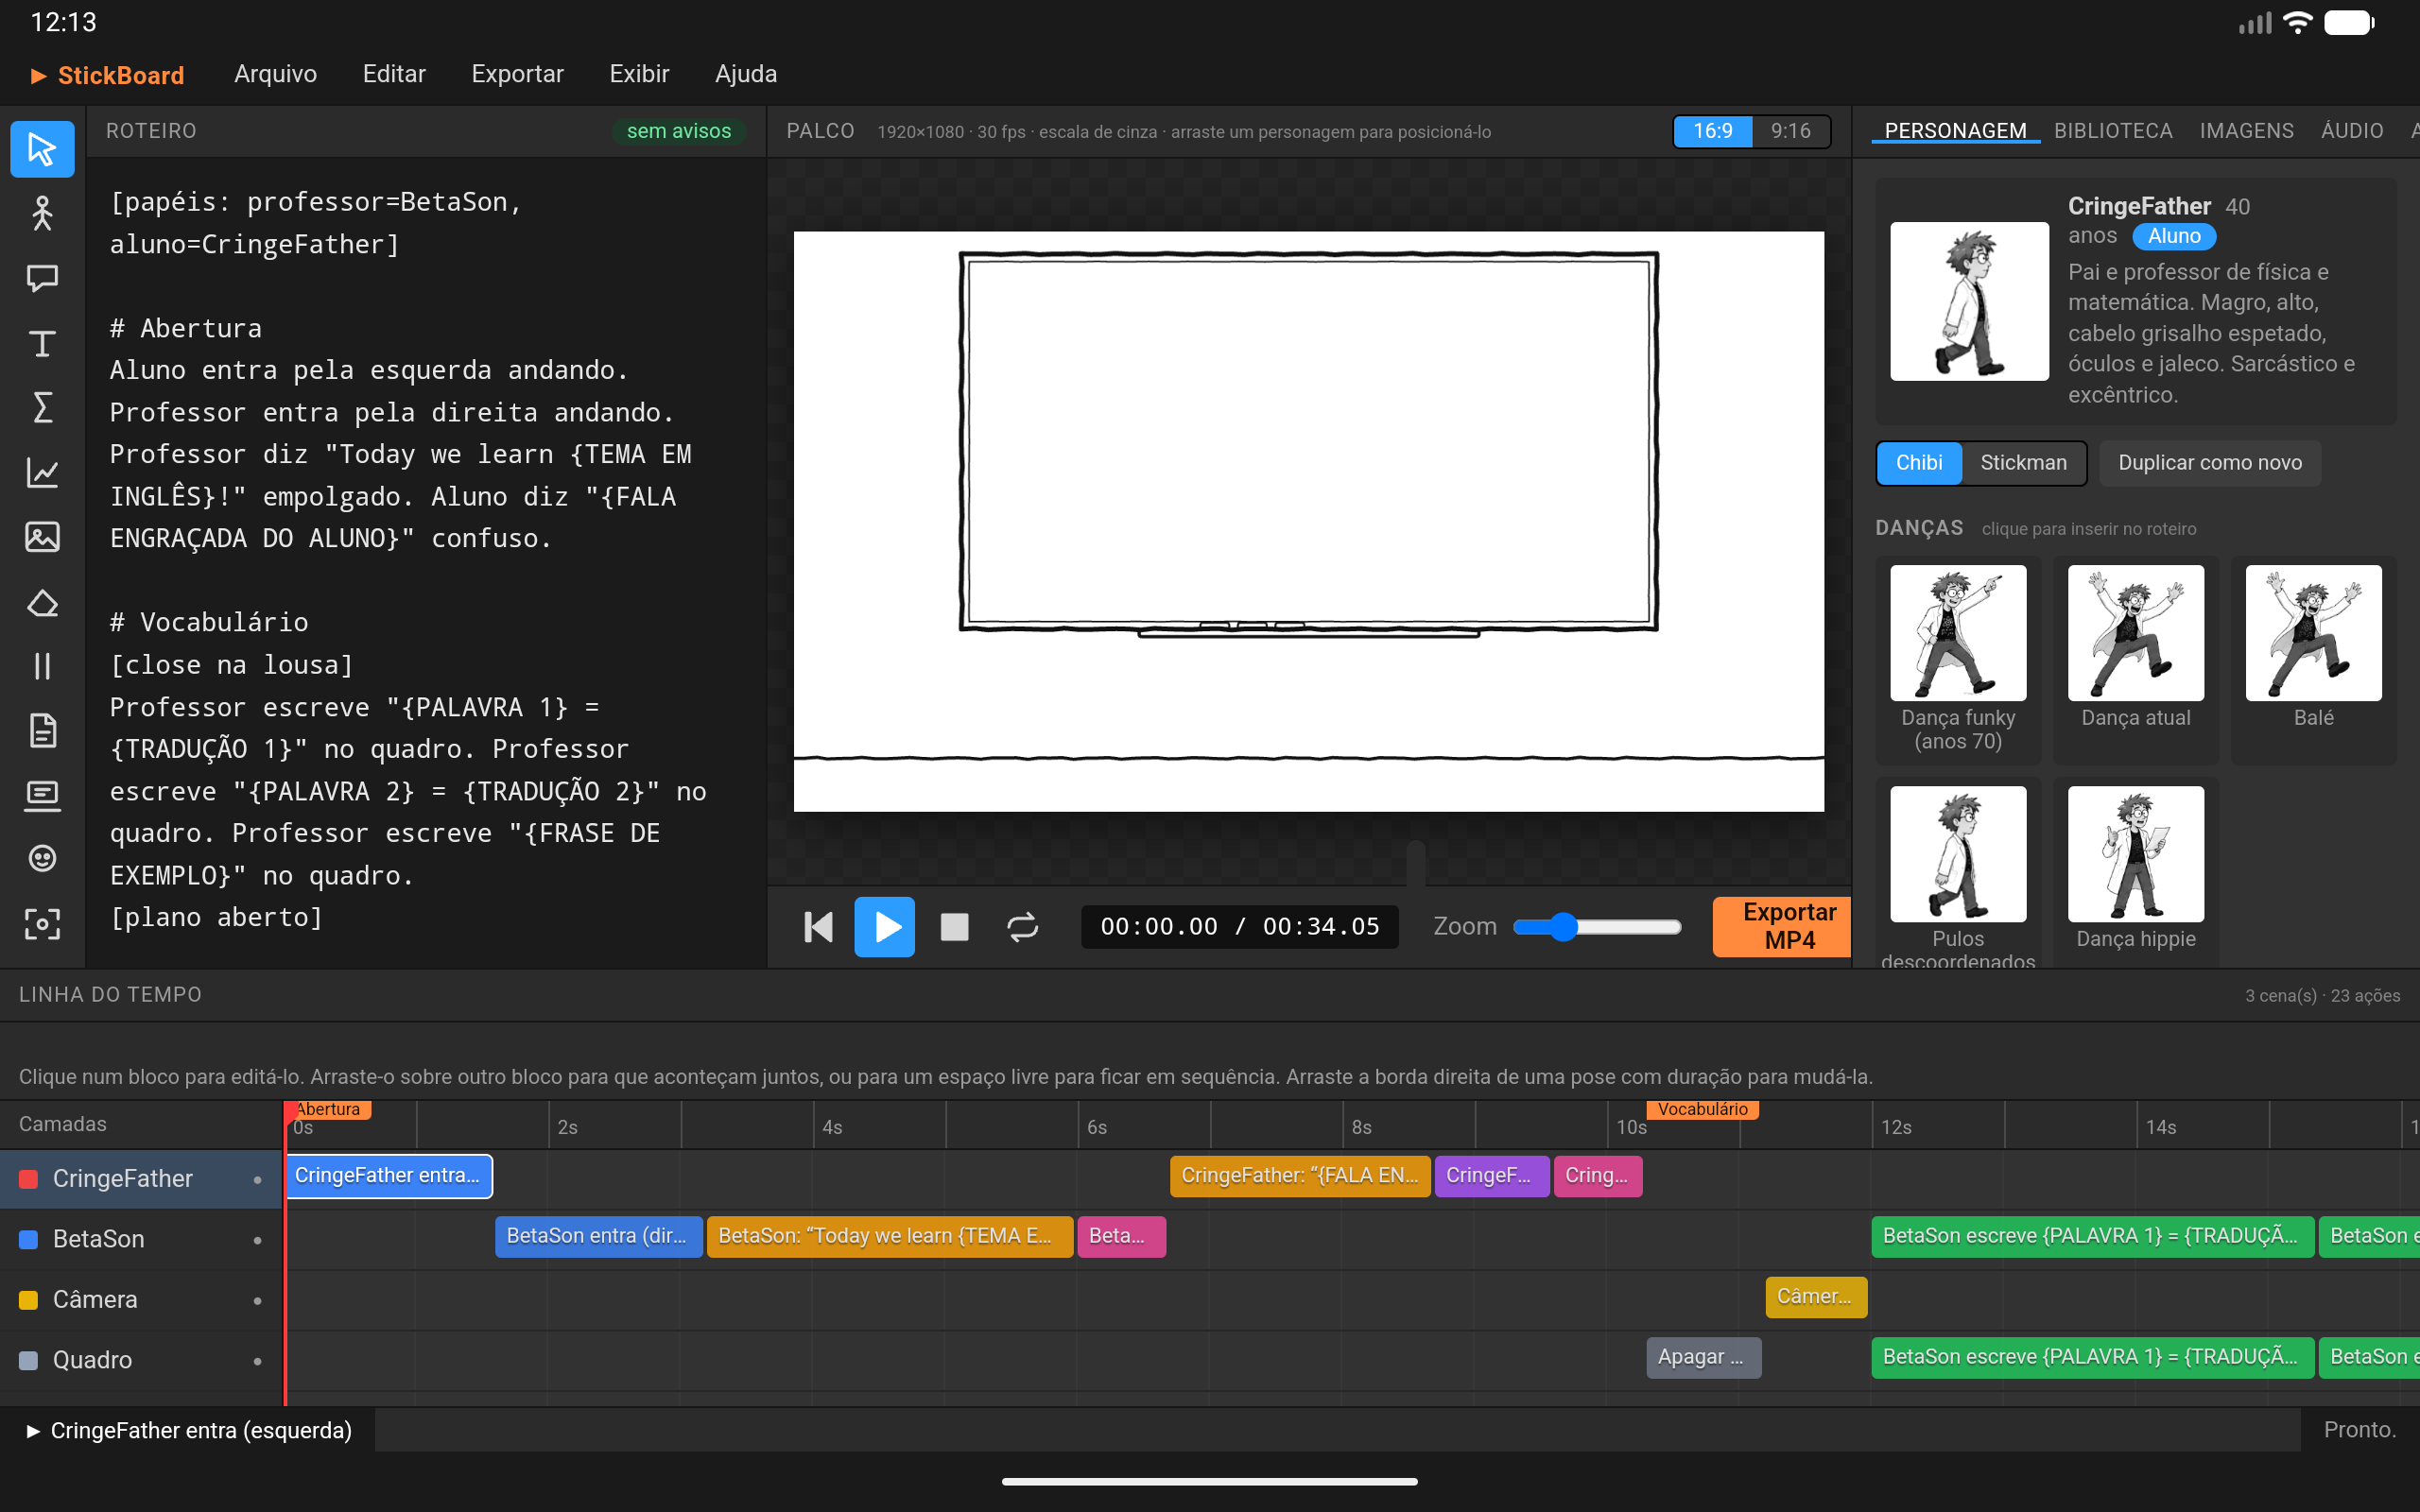 12:13
StickBoard
Arquivo
Editar
Exportar
Exibir
Ajuda
ROTEIRO
sem avisos
[papéis: professor=BetaSon,
aluno=CringeFather]
# Abertura
Aluno entra pela esquerda andando.
Professor entra pela direita andando.
Professor diz "Today we learn {TEMA EM
INGLÊS}!" empolgado. Aluno diz "{FALA
ENGRAÇADA DO ALUNO}" confuso.
# Vocabulário
[close na lousa]
Professor escreve "{PALAVRA 1} =
{TRADUÇÃO 1}" no quadro. Professor
escreve "{PALAVRA 2} = {TRADUÇÃO 2}" no
quadro. Professor escreve "{FRASE DE
EXEMPLO}" no quadro.
[plano aberto]
PALCO
1920×1080 · 30 fps · escala de cinza · arraste um personagem para posicioná-lo
16:9
9:16
00:00.00 / 00:34.05
Zoom
Exportar
MP4
PERSONAGEM
BIBLIOTECA
IMAGENS
ÁUDIO
CringeFather 40
anos Aluno
Pai e professor de física e
matemática. Magro, alto,
cabelo grisalho espetado,
óculos e jaleco. Sarcástico e
excêntrico.
Chibi
Stickman
Duplicar como novo
DANÇAS
clique para inserir no roteiro
Dança funky
(anos 70)
Dança atual
Balé
Pulos
descoordenados
Dança hippie
LINHA DO TEMPO
3 cena(s) · 23 ações
Clique num bloco para editá-lo. Arraste-o sobre outro bloco para que aconteçam juntos, ou para um espaço livre para ficar em sequência. Arraste a borda direita de uma pose com duração para mudá-la.
Camadas
Abertura
Vocabulário
0s
2s
4s
6s
8s
10s
12s
14s
CringeFather
CringeFather entra...
CringeFather: “{FALA EN...
CringeF...
Cring...
BetaSon
BetaSon entra (dir...
BetaSon: “Today we learn {TEMA E...
Beta...
BetaSon escreve {PALAVRA 1} = {TRADUÇÃ...
BetaSon e
Câmera
Câmer...
Quadro
Apagar ...
BetaSon escreve {PALAVRA 1} = {TRADUÇÃ...
BetaSon e
CringeFather entra (esquerda)
Pronto.